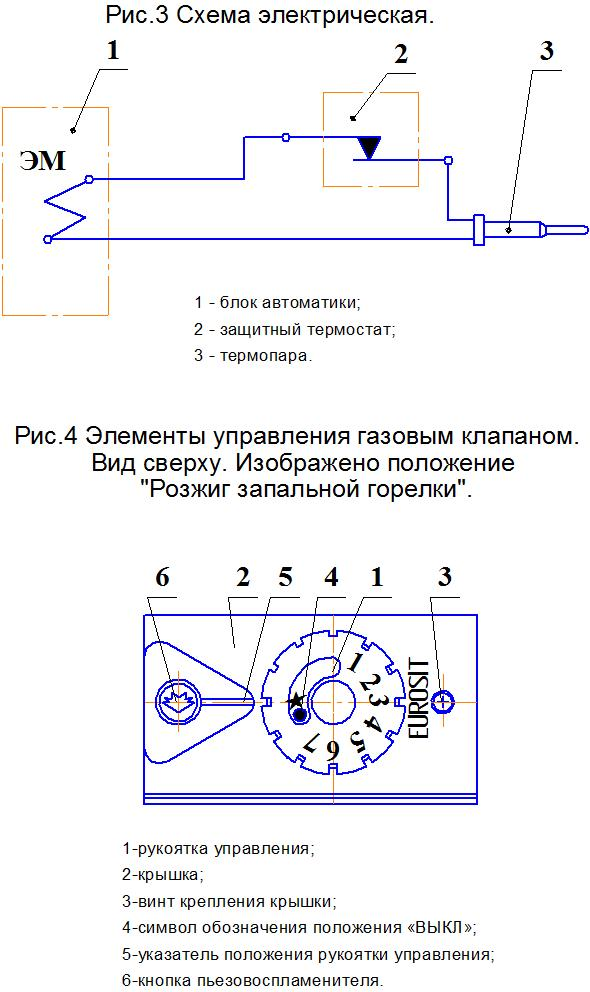 Рис.3 Схема электрическая.
1
2
3
ЭМ
1 - блок автоматики;
2 - защитный термостат;
3 - термопара.
Рис.4 Элементы управления газовым клапаном.
Вид сверху. Изображено положение
"Розжиг запальной горелки".
6 2 5 4 1 3
1
2
3
4
5
6
7
EUROSIT
1-рукоятка управления;
2-крышка;
3-винт крепления крышки;
4-символ обозначения положения «ВЫКЛ»;
5-указатель положения рукоятки управления;
6-кнопка пьезовоспламенителя.